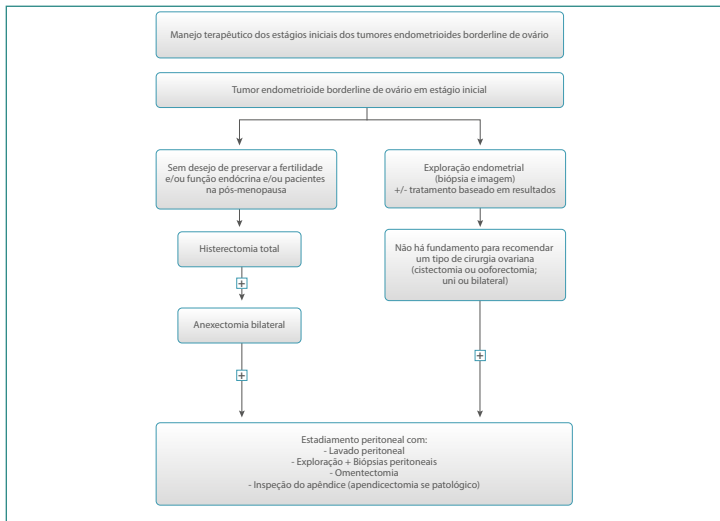 Manejo terapêutico dos estágios iniciais dos tumores endometrioides borderline de ovário
Tumor endometrioide borderline de ovário em estágio inicial
Sem desejo de preservar a fertilidade
e/ou função endócrina e/ou pacientes
na pós-menopausa
Exploração endometrial
(biópsia e imagem)
+/- tratamento baseado em resultados
Histerectomia total
Não há fundamento para recomendar
um tipo de cirurgia ovariana
(cistectomia ou ooforectomia;
uni ou bilateral)
+
Anexectomia bilateral
+
+
Estadiamento peritoneal com:
- Lavado peritoneal
- Exploração + Biópsias peritoneais
- Omentectomia
- Inspeção do apêndice (apendicectomia se patológico)